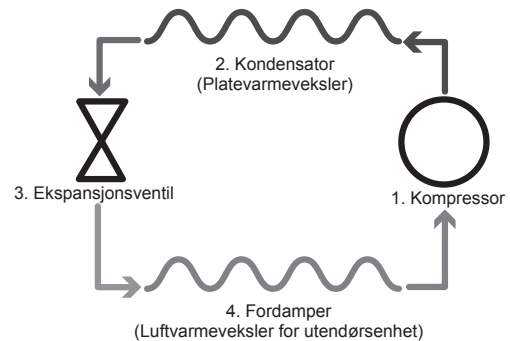 2. Kondensator
(Platevarmeveksler)
3. Ekspansjonsventil
1. Kompressor
4. Fordamper
(Luftvarmeveksler for utendørsenhet)